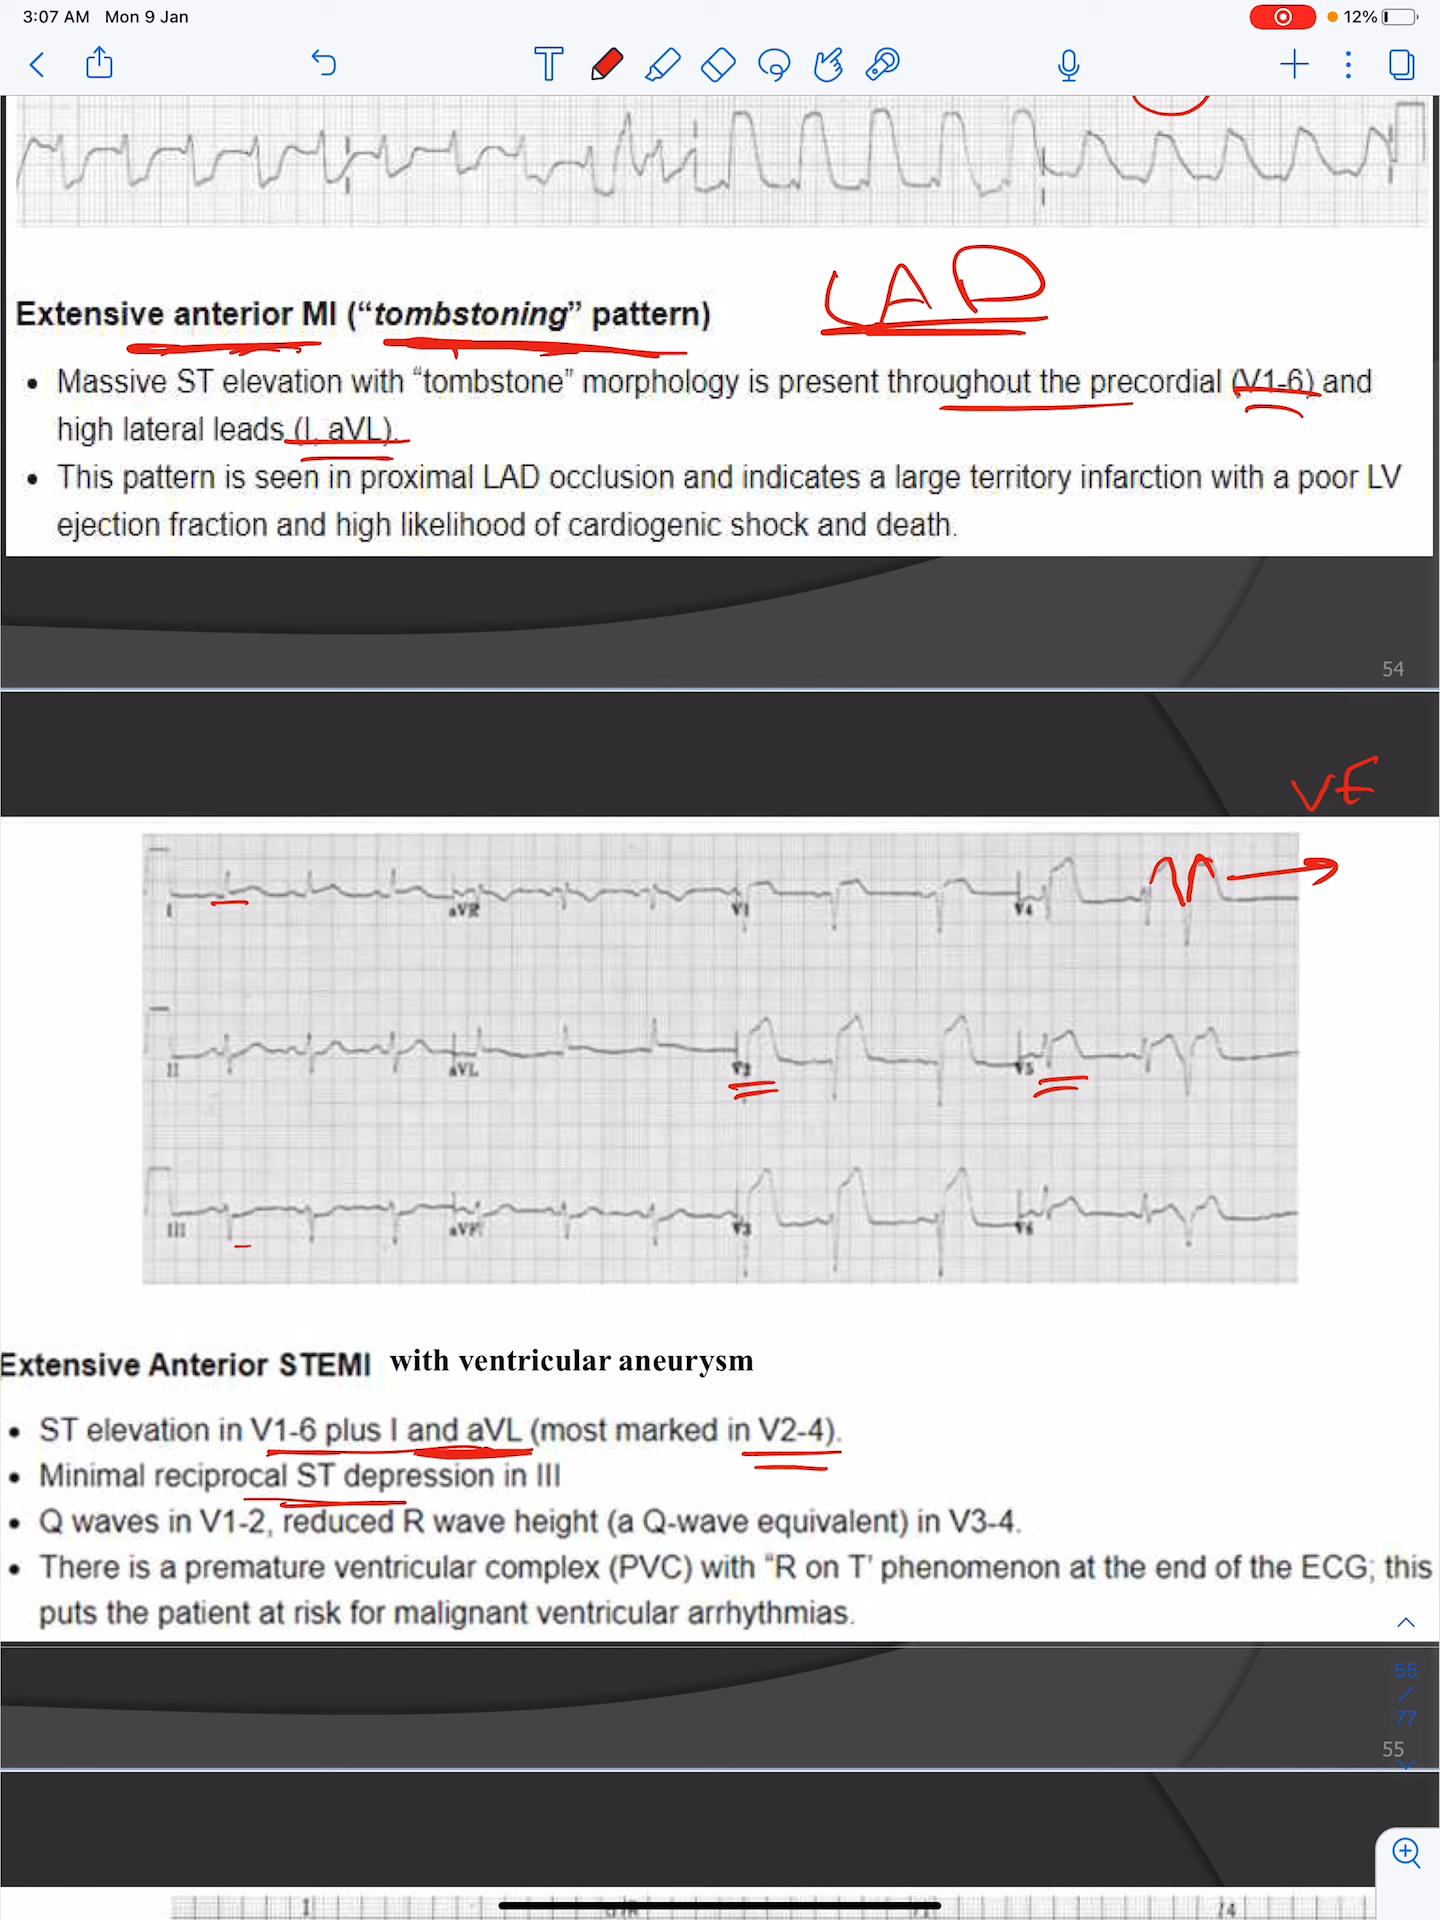 3:07 AM Mon 9 Jan
12%
T
LAD
Extensive anterior MI (“tombstoning” pattern)
• Massive ST elevation with “tombstone” morphology is present throughout the precordial (V1-6) and
high lateral leads (I, aVL).
• This pattern is seen in proximal LAD occlusion and indicates a large territory infarction with a poor LV
ejection fraction and high likelihood of cardiogenic shock and death.
54
VE
I aVR V1 V4
II aVL V2 V5
III aVF V3 V6
Extensive Anterior STEMI with ventricular aneurysm
• ST elevation in V1-6 plus I and aVL (most marked in V2-4).
• Minimal reciprocal ST depression in III
• Q waves in V1-2, reduced R wave height (a Q-wave equivalent) in V3-4.
• There is a premature ventricular complex (PVC) with “R on T’ phenomenon at the end of the ECG; this
puts the patient at risk for malignant ventricular arrhythmias.
55
/
77
55